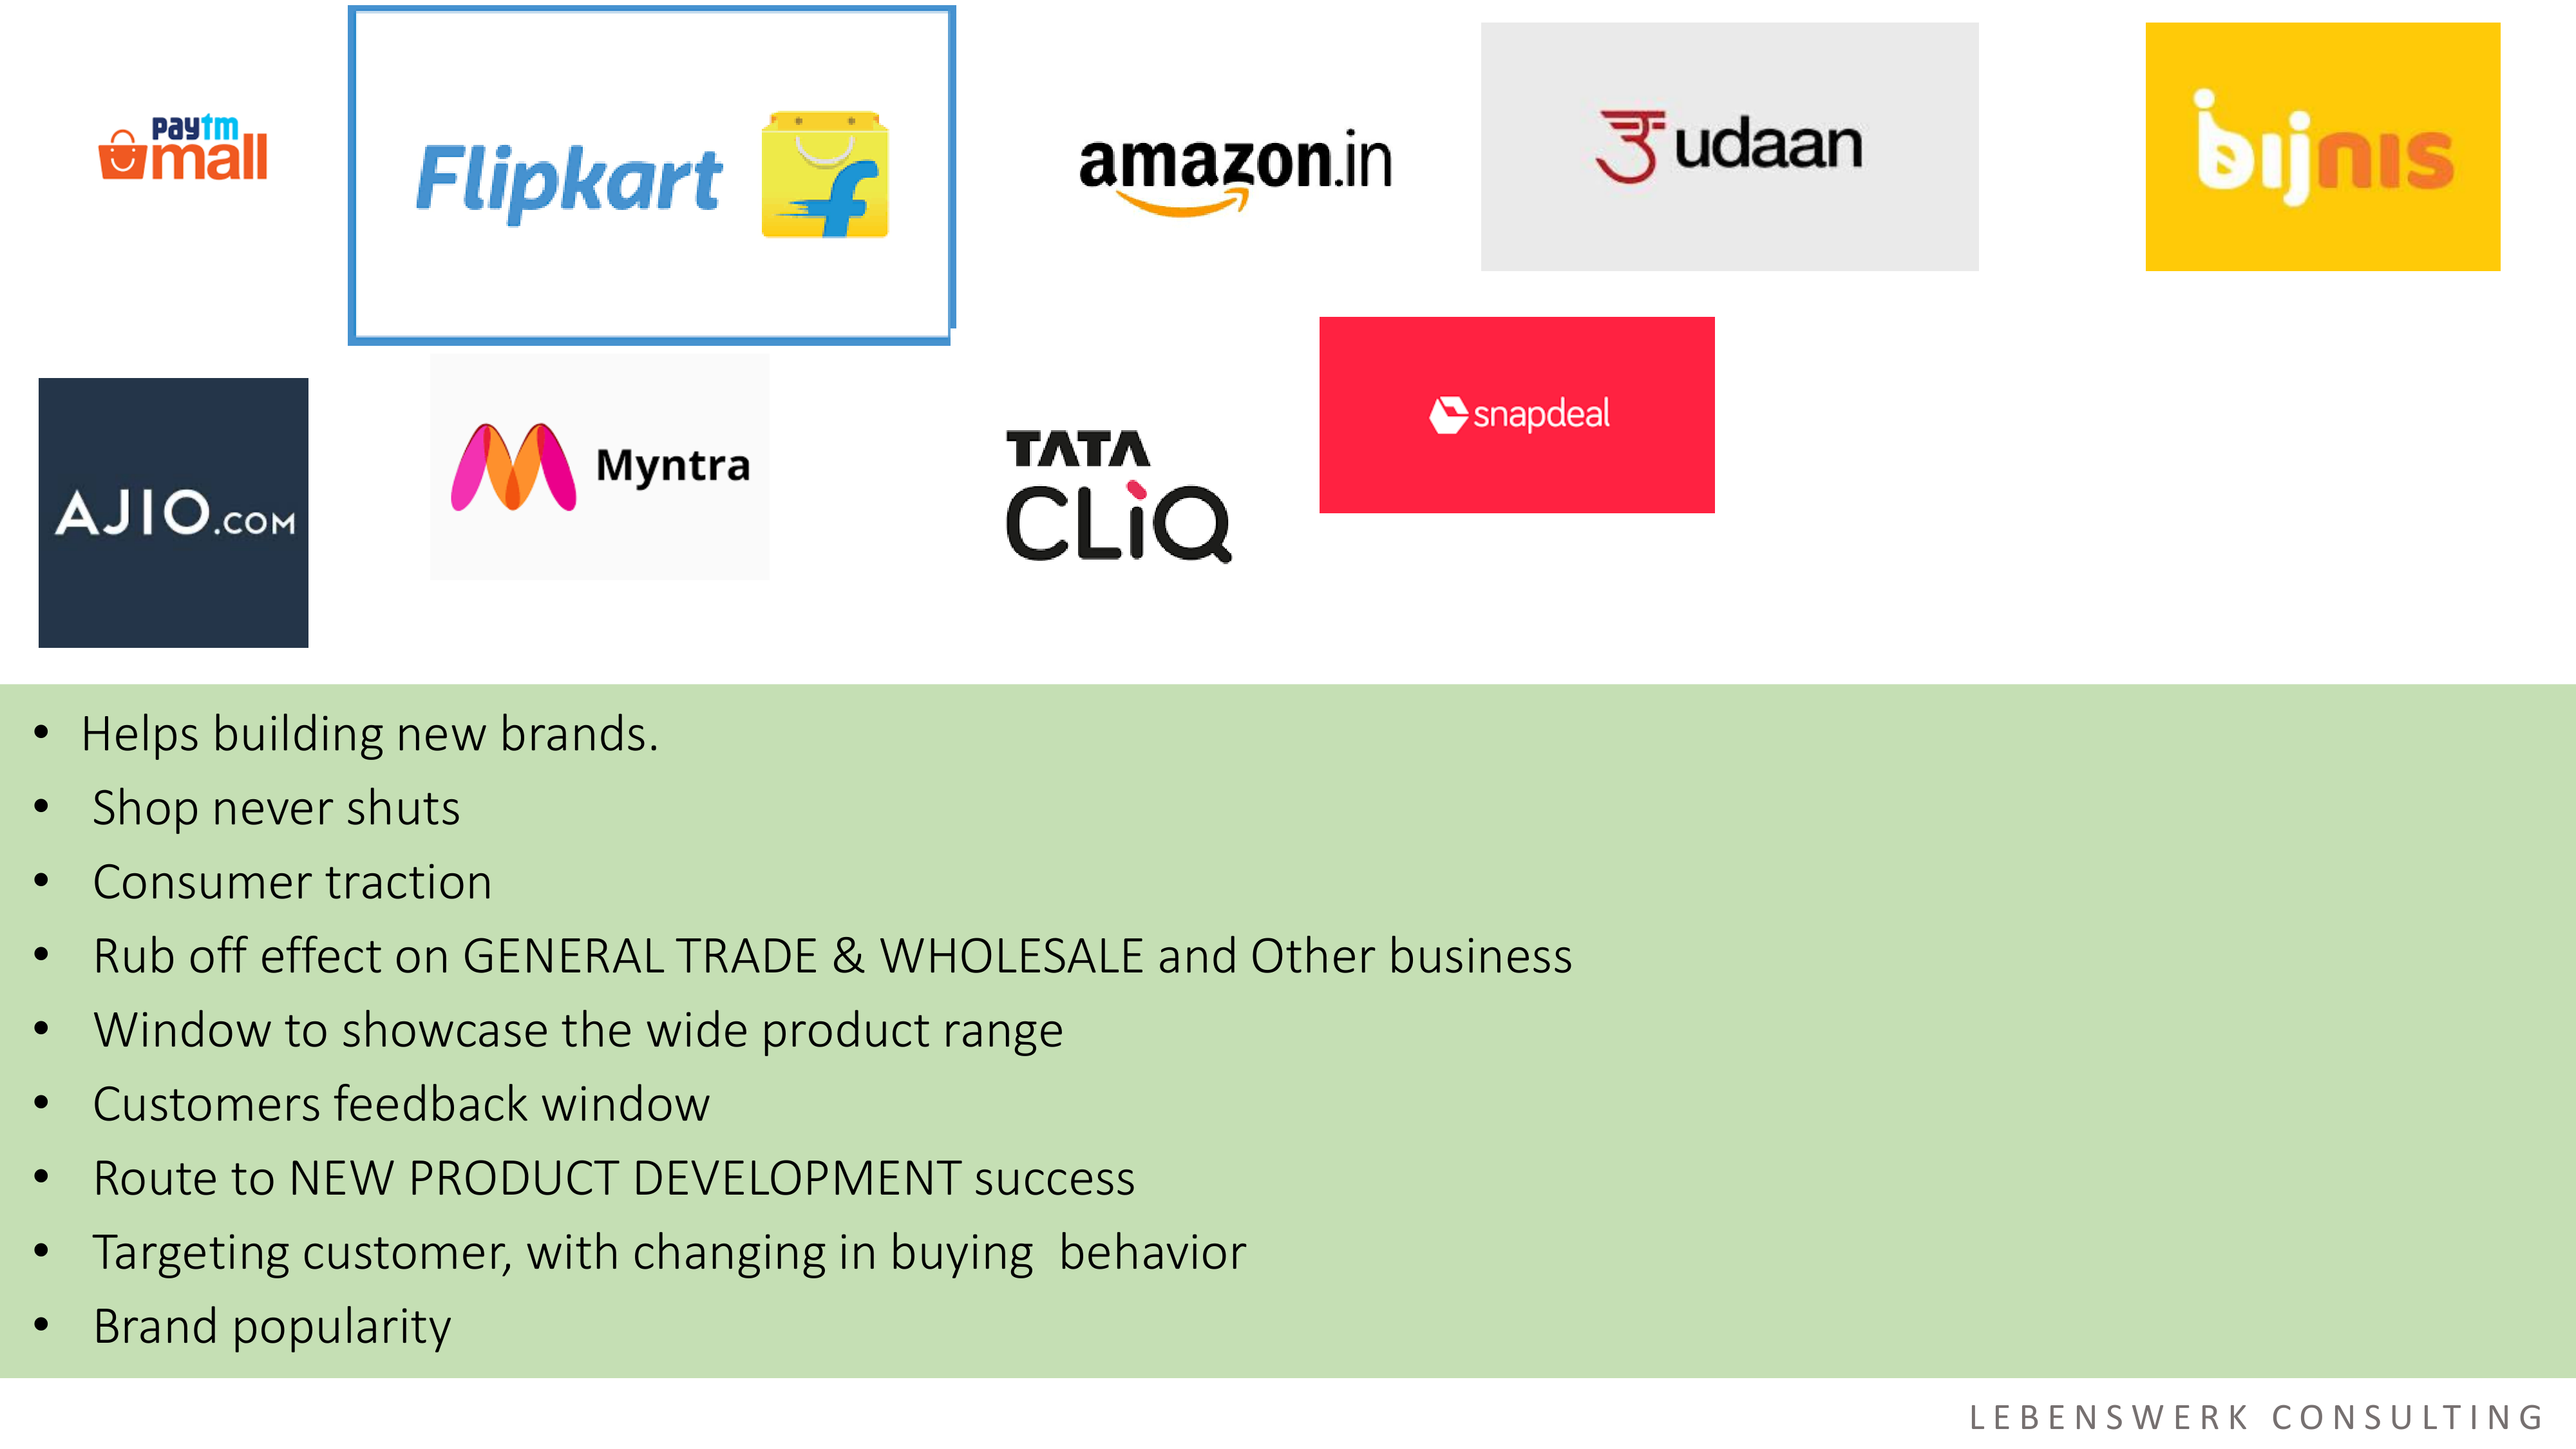 paytm
mall
Flipkart
f
amazon.in
उ udaan
bijnis
AJIO.COM
Myntra
TATA
CLiQ
snapdeal
• Helps building new brands.
• Shop never shuts
• Consumer traction
• Rub off effect on GENERAL TRADE & WHOLESALE and Other business
• Window to showcase the wide product range
• Customers feedback window
• Route to NEW PRODUCT DEVELOPMENT success
• Targeting customer, with changing in buying  behavior
• Brand popularity
LEBENSWERK CONSULTING